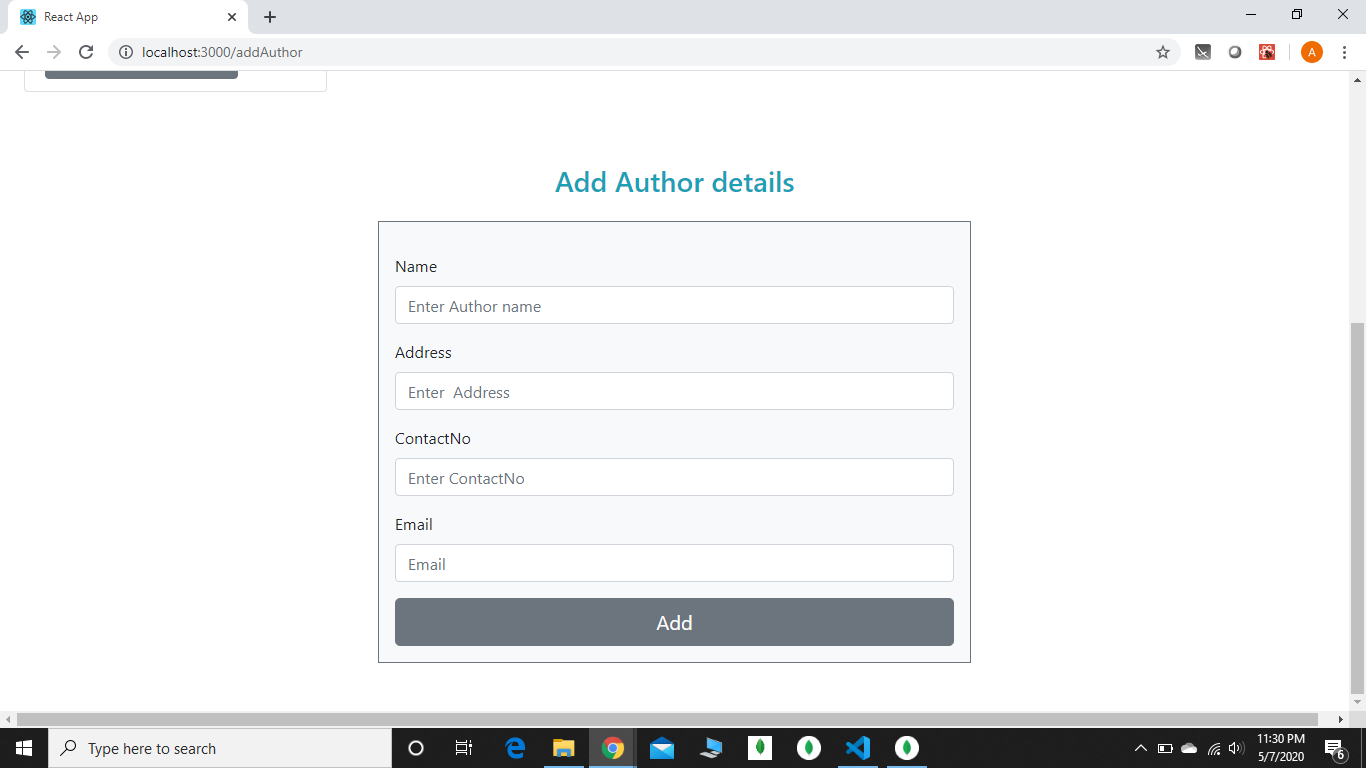 React App
localhost:3000/addAuthor
A
Add Author details
Name
Enter Author name
Address
Enter  Address
ContactNo
Enter ContactNo
Email
Email
Add
Type here to search
11:30 PM
5/7/2020
6